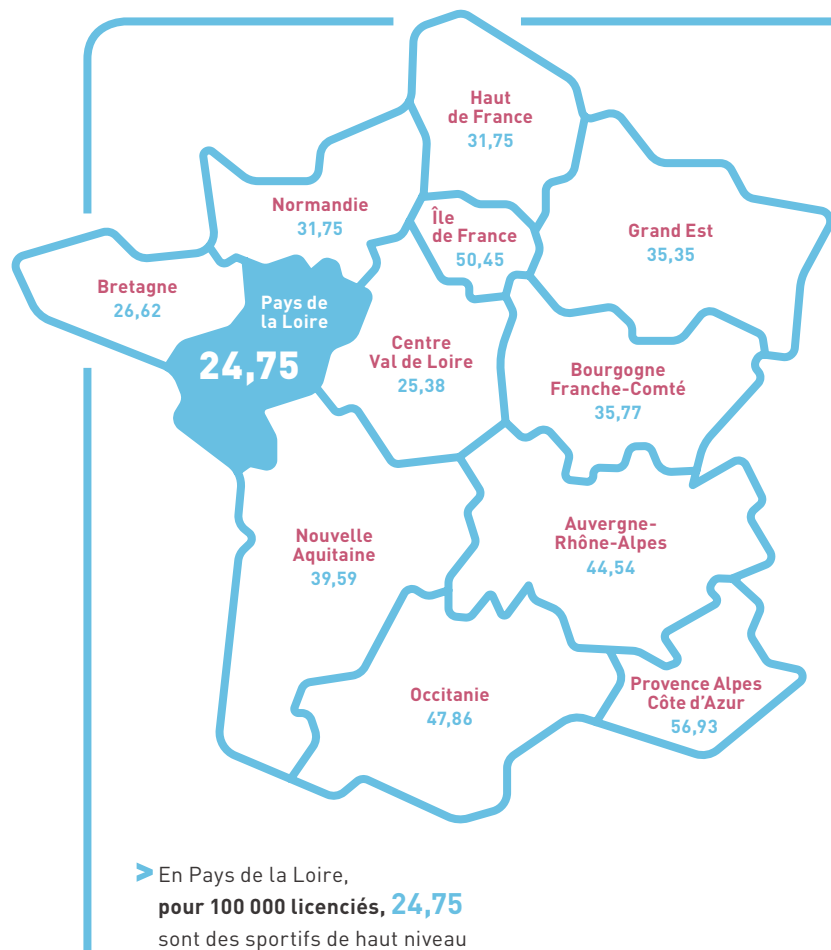 Haut
de France
31,75
Normandie
31,75
Île
de France
50,45
Grand Est
35,35
Bretagne
26,62
Pays de
la Loire
24,75
Centre
Val de Loire
25,38
Bourgogne
Franche-Comté
35,77
Nouvelle
Aquitaine
39,59
Auvergne-
Rhône-Alpes
44,54
Occitanie
47,86
Provence Alpes
Côte d'Azur
56,93
> En Pays de la Loire,
pour 100 000 licenciés, 24,75
sont des sportifs de haut niveau